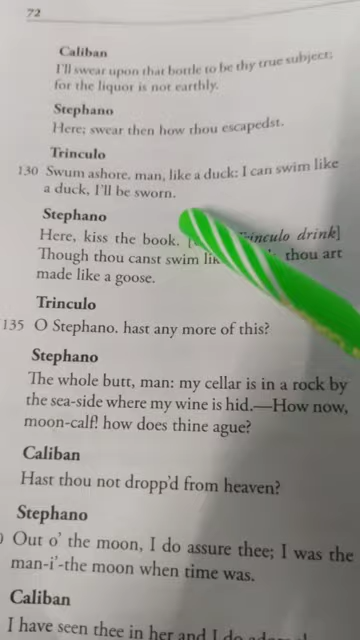 72
Caliban
I'll swear upon that bottle to be thy true subject;
for the liquor is not earthly.
Stephano
Here; swear then how thou escapedst.
Trinculo
130 Swum ashore. man, like a duck: I can swim like
a duck, I'll be sworn.
Stephano
Here, kiss the book. [ Trinculo drink]
Though thou canst swim thou art
made like a goose.
Trinculo
135 O Stephano. hast any more of this?
Stephano
The whole butt, man: my cellar is in a rock by
the sea-side where my wine is hid.—How now,
moon-calf! how does thine ague?
Caliban
Hast thou not dropp'd from heaven?
Stephano
Out o' the moon, I do assure thee; I was the
man-i'-the moon when time was.
Caliban
I have seen thee in her and I do